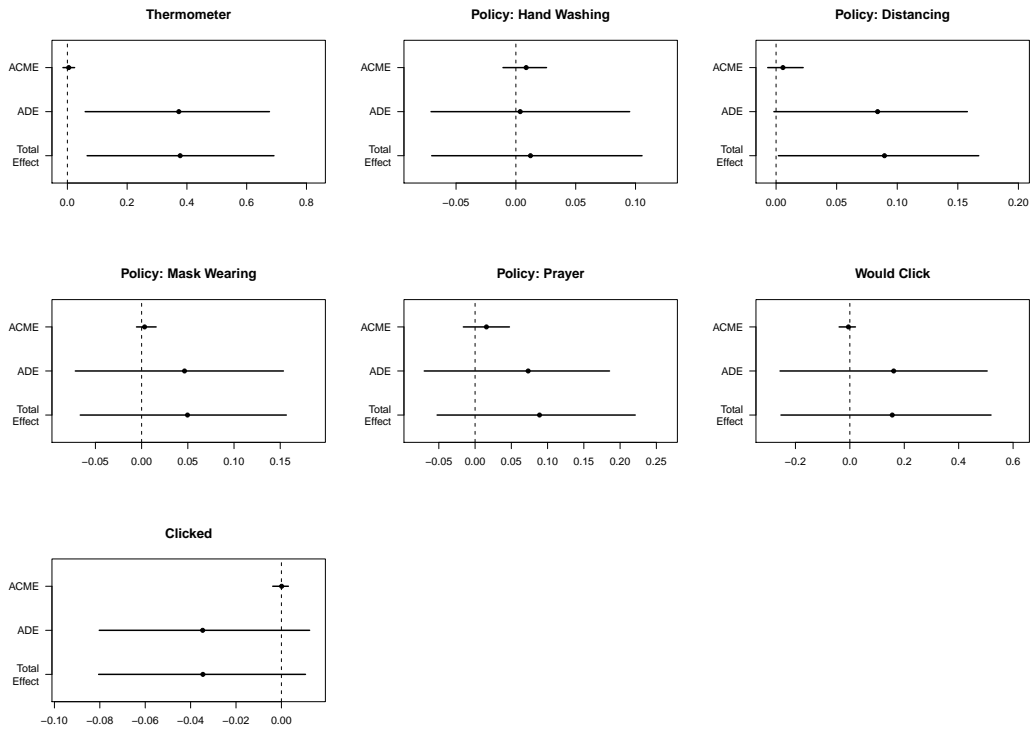 Thermometer
ACME
ADE
Total
Effect
0.0 0.2 0.4 0.6 0.8
Policy: Hand Washing
ACME
ADE
Total
Effect
−0.05 0.00 0.05 0.10
Policy: Distancing
ACME
ADE
Total
Effect
0.00 0.05 0.10 0.15 0.20
Policy: Mask Wearing
ACME
ADE
Total
Effect
−0.05 0.00 0.05 0.10 0.15
Policy: Prayer
ACME
ADE
Total
Effect
−0.05 0.00 0.05 0.10 0.15 0.20 0.25
Would Click
ACME
ADE
Total
Effect
−0.2 0.0 0.2 0.4 0.6
Clicked
ACME
ADE
Total
Effect
−0.10 −0.08 −0.06 −0.04 −0.02 0.00